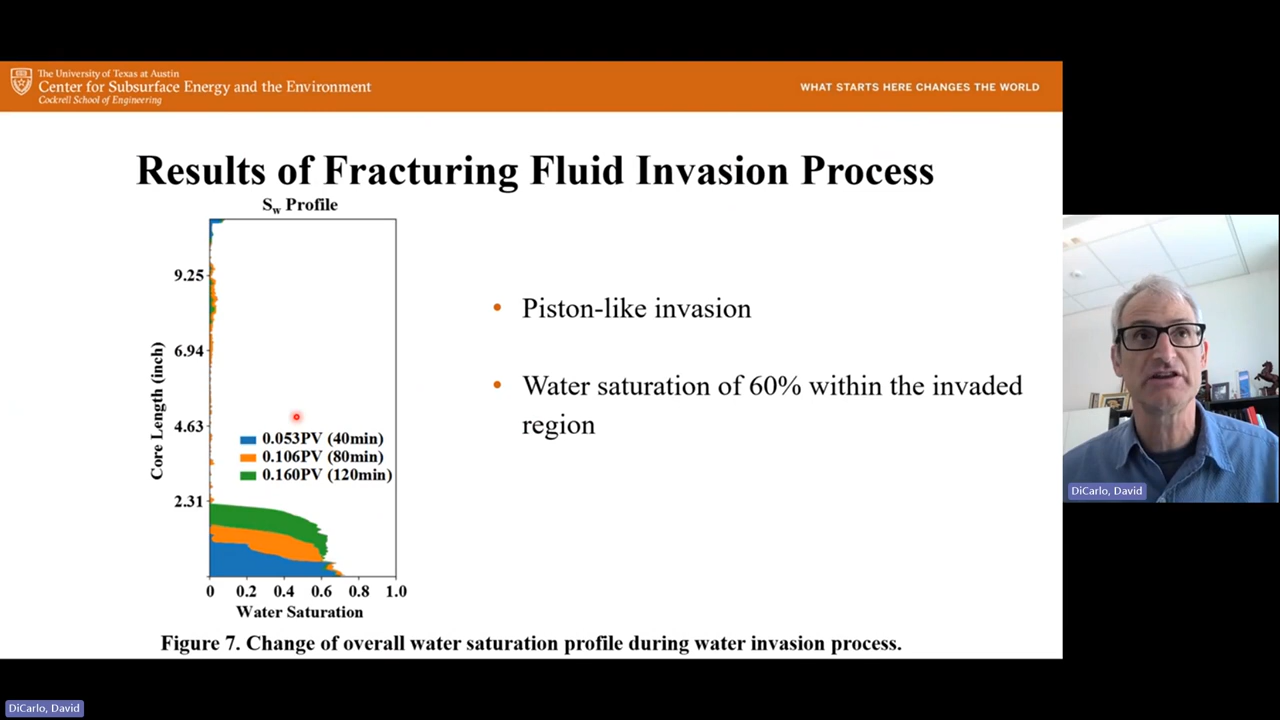 The University of Texas at Austin
Center for Subsurface Energy and the Environment
Cockrell School of Engineering
WHAT STARTS HERE CHANGES THE WORLD
Results of Fracturing Fluid Invasion Process
Sw Profile
9.25
6.94
4.63
2.31
Core Length (inch)
0.053PV (40min)
0.106PV (80min)
0.160PV (120min)
0 0.2 0.4 0.6 0.8 1.0
Water Saturation
• Piston-like invasion
• Water saturation of 60% within the invaded
region
Figure 7. Change of overall water saturation profile during water invasion process.
DiCarlo, David
DiCarlo, David